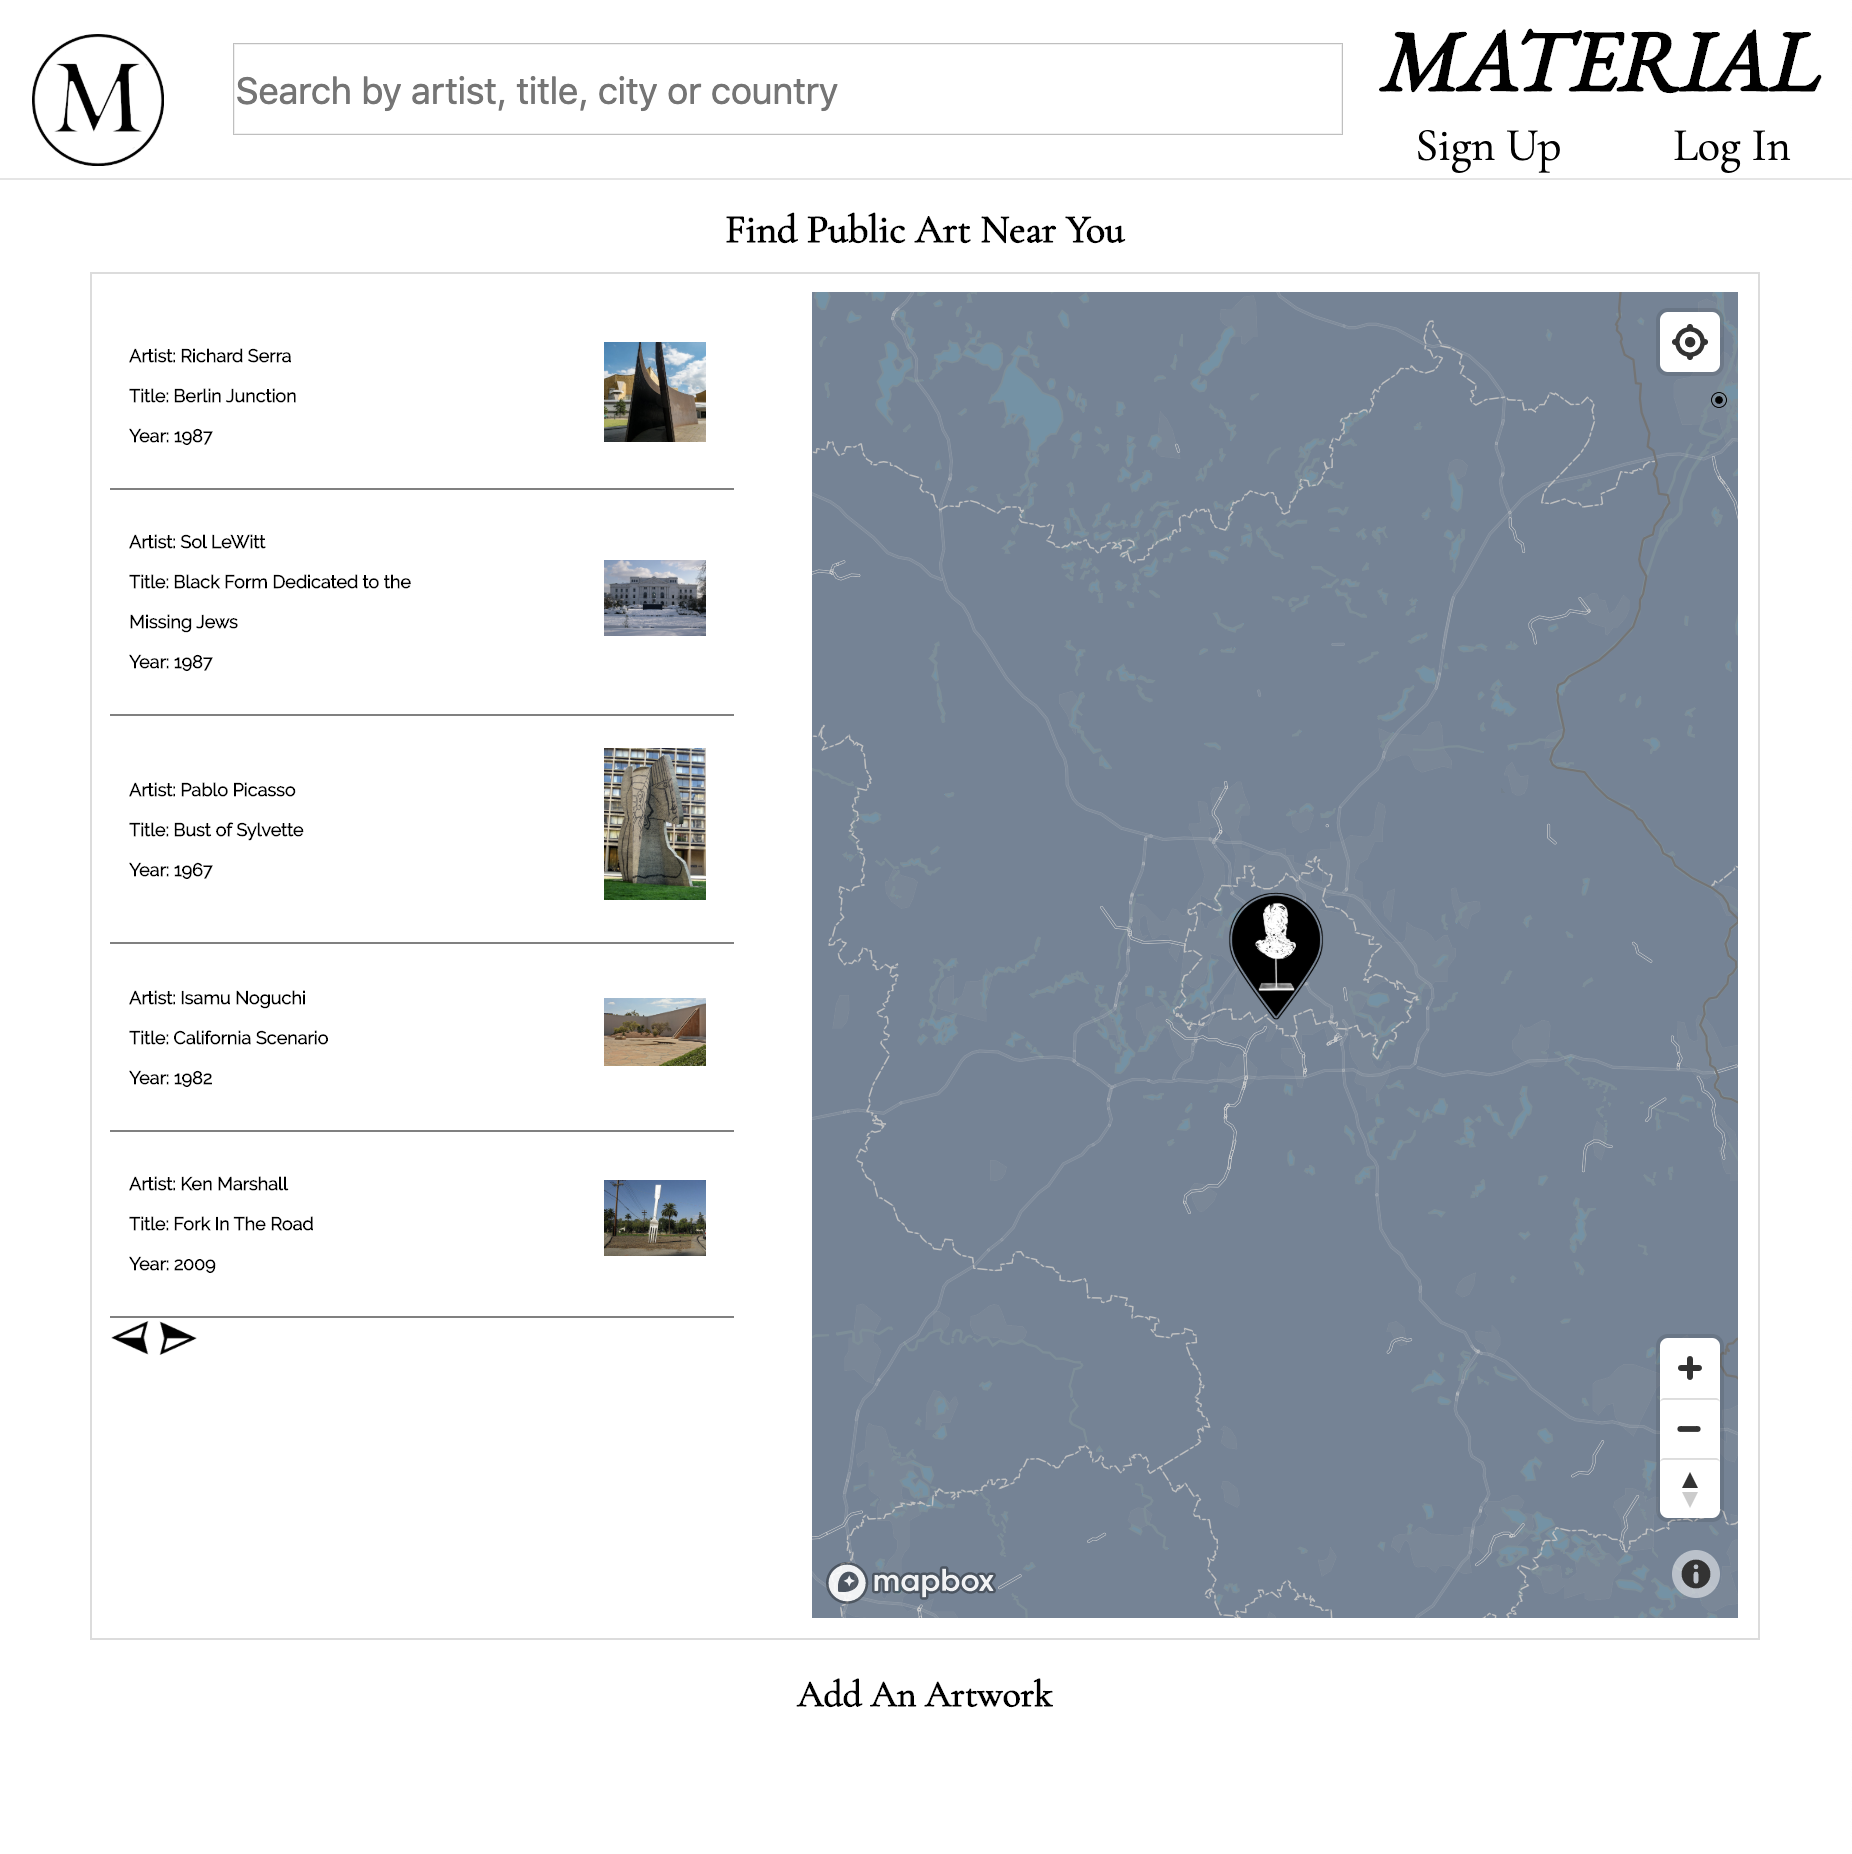 M
Search by artist, title, city or country
MATERIAL
Sign Up
Log In
Find Public Art Near You
Artist: Richard Serra
Title: Berlin Junction
Year: 1987
Artist: Sol LeWitt
Title: Black Form Dedicated to the
Missing Jews
Year: 1987
Artist: Pablo Picasso
Title: Bust of Sylvette
Year: 1967
Artist: Isamu Noguchi
Title: California Scenario
Year: 1982
Artist: Ken Marshall
Title: Fork In The Road
Year: 2009
mapbox
Add An Artwork